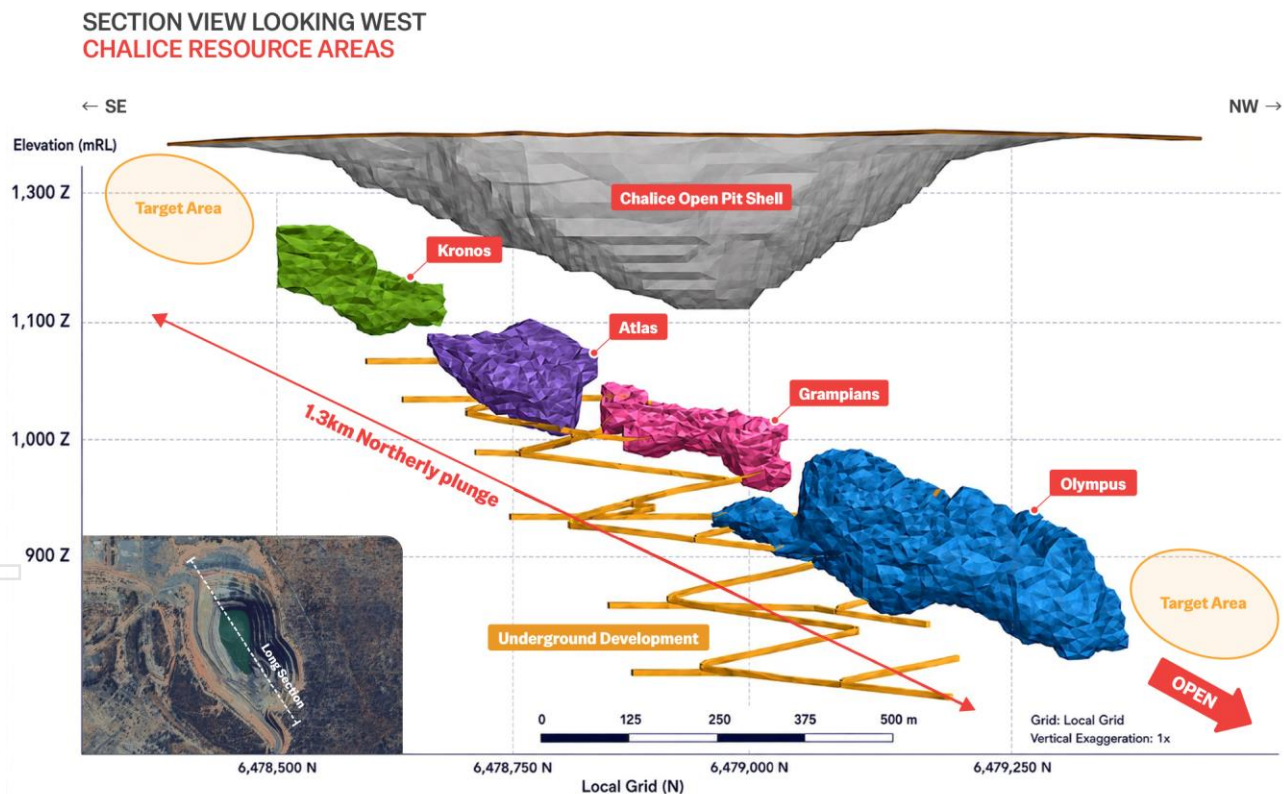 SECTION VIEW LOOKING WEST
CHALICE RESOURCE AREAS
← SE
NW →
Elevation (mRL)
1,300 Z
Target Area
Chalice Open Pit Shell
Kronos
1,100 Z
Atlas
Grampians
1.3km Northerly plunge
1,000 Z
Olympus
900 Z
Target Area
Underground Development
Long Section
OPEN
0 125 250 375 500 m
Grid: Local Grid
Vertical Exaggeration: 1x
6,478,500 N 6,478,750 N 6,479,000 N 6,479,250 N
Local Grid (N)